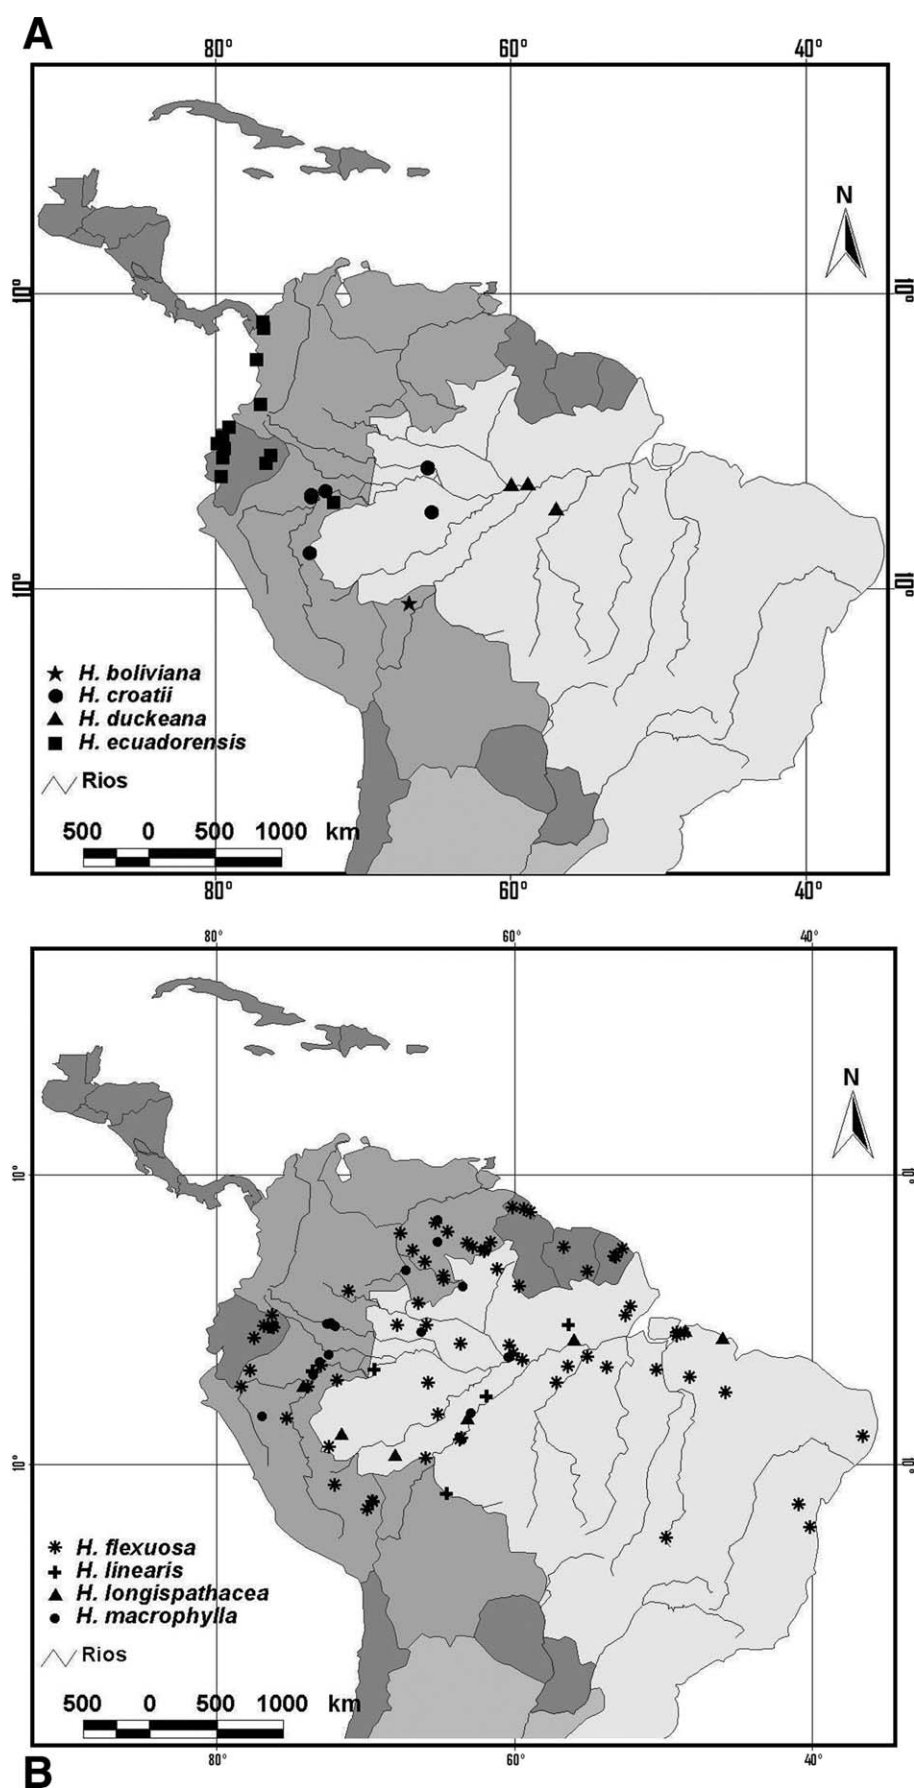 A
80° 60° 40°
N
10° 10°
10° 10°
H. boliviana
H. croatii
H. duckeana
H. ecuadorensis
Rios
500 0 500 1000 km
80° 60° 40°
80° 60° 40°
N
10° 0°
10° 0°
H. flexuosa
H. linearis
H. longispathacea
H. macrophylla
Rios
500 0 500 1000 km
80° 60° 40°
B